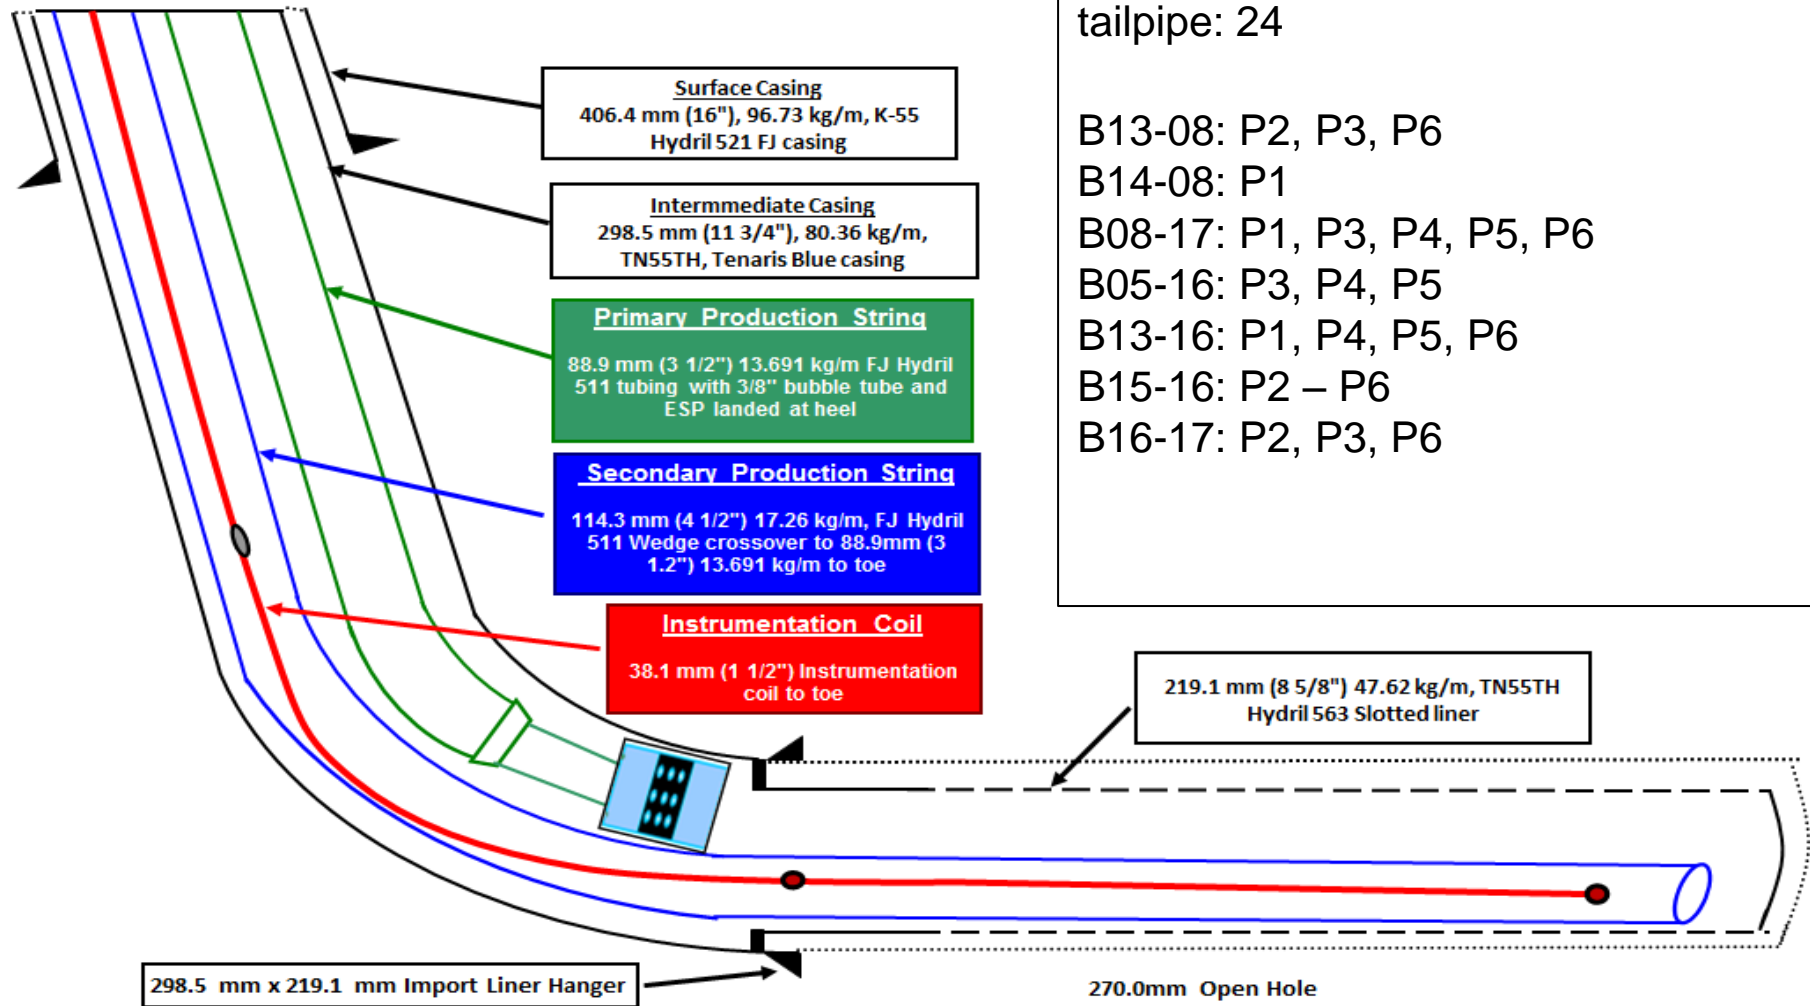 tailpipe: 24
B13-08: P2, P3, P6
B14-08: P1
B08-17: P1, P3, P4, P5, P6
B05-16: P3, P4, P5
B13-16: P1, P4, P5, P6
B15-16: P2 – P6
B16-17: P2, P3, P6
Surface Casing
406.4 mm (16"), 96.73 kg/m, K-55
Hydril 521 FJ casing
Intermmediate Casing
298.5 mm (11 3/4"), 80.36 kg/m,
TN55TH, Tenaris Blue casing
Primary Production String
88.9 mm (3 1/2") 13.691 kg/m FJ Hydril
511 tubing with 3/8" bubble tube and
ESP landed at heel
Secondary Production String
114.3 mm (4 1/2") 17.26 kg/m, FJ Hydril
511 Wedge crossover to 88.9mm (3
1.2") 13.691 kg/m to toe
Instrumentation Coil
38.1 mm (1 1/2") Instrumentation
coil to toe
219.1 mm (8 5/8") 47.62 kg/m, TN55TH
Hydril 563 Slotted liner
298.5 mm x 219.1 mm Import Liner Hanger
270.0mm Open Hole